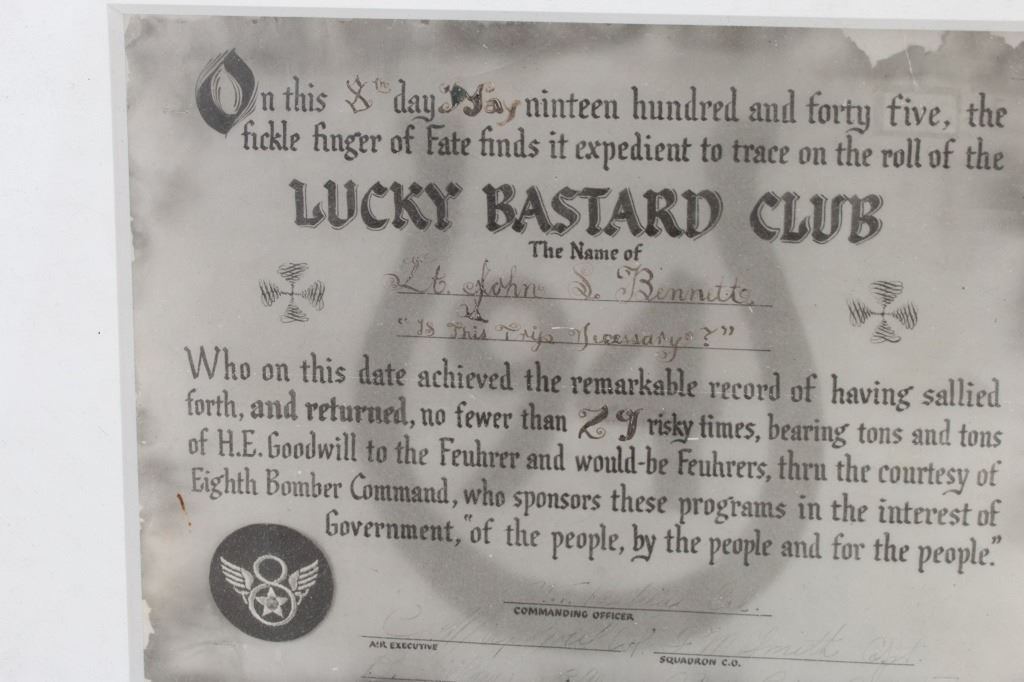 On this 8th day May nineteen hundred and forty five, the
fickle finger of Fate finds it expedient to trace on the roll of the
LUCKY BASTARD CLUB
The Name of
Lt. John S. Bennett
"Is This Trip Necessary?"
Who on this date achieved the remarkable record of having sallied
forth, and returned, no fewer than 29 risky times, bearing tons and tons
of H.E. Goodwill to the Feuhrer and would-be Feuhrers, thru the courtesy of
Eighth Bomber Command, who sponsors these programs in the interest of
Government, "of the people, by the people and for the people."
COMMANDING OFFICER
Smith
AIR EXECUTIVE
SQUADRON C.O.